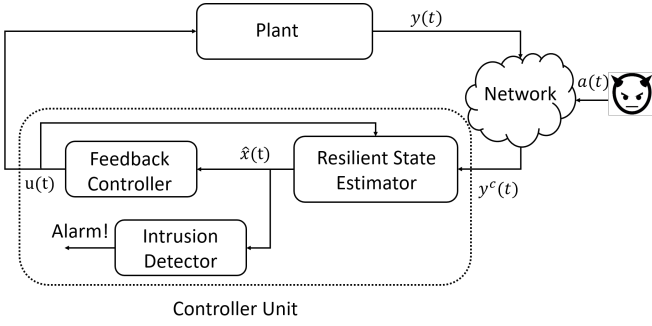 Plant
y(t)
Network
a(t)
Feedback
Controller
x̂(t)
Resilient State
Estimator
u(t)
y^c(t)
Alarm!
Intrusion
Detector
Controller Unit